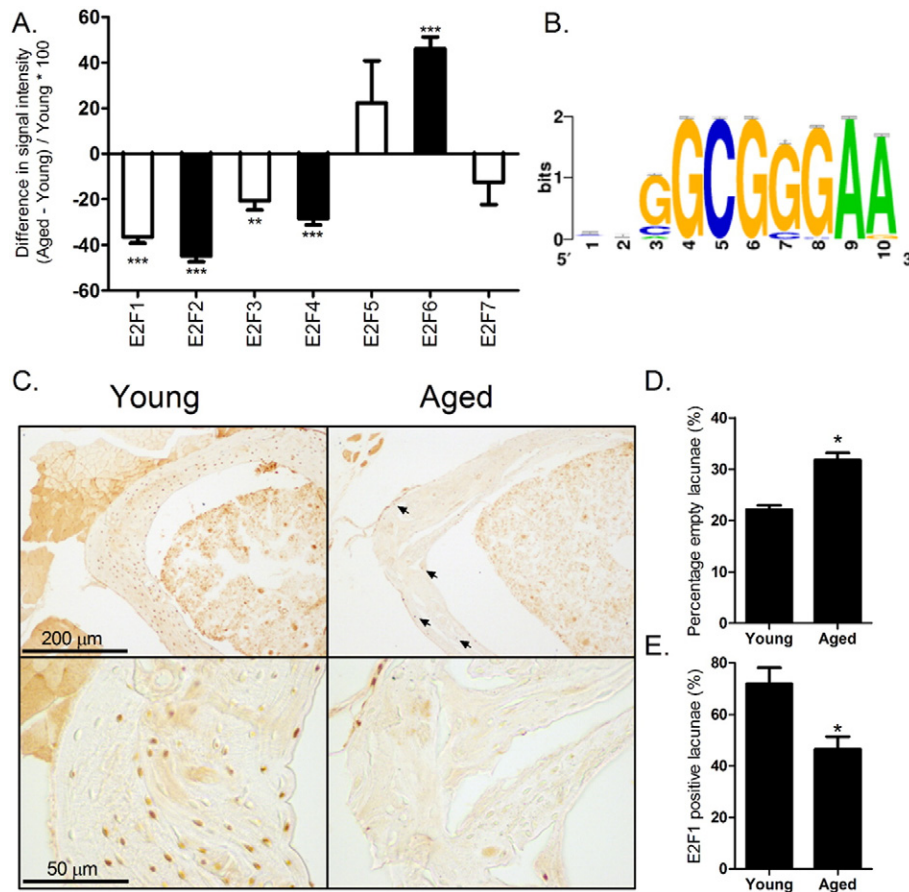 A.
Difference in signal intensity
(Aged - Young) / Young * 100
60
40
20
0
-20
-40
-60
***
***
**
***
***
E2F1
E2F2
E2F3
E2F4
E2F5
E2F6
E2F7
B.
bits
2
1
0
GGCGGGAA
C
A
C
C
5'
1
2
3
4
5
6
7
8
9
10
3
C.
Young
Aged
200 µm
50 µm
D.
Percentage empty lacunae (%)
40
30
20
10
0
*
Young
Aged
E.
E2F1 positive lacunae (%)
80
60
40
20
0
*
Young
Aged